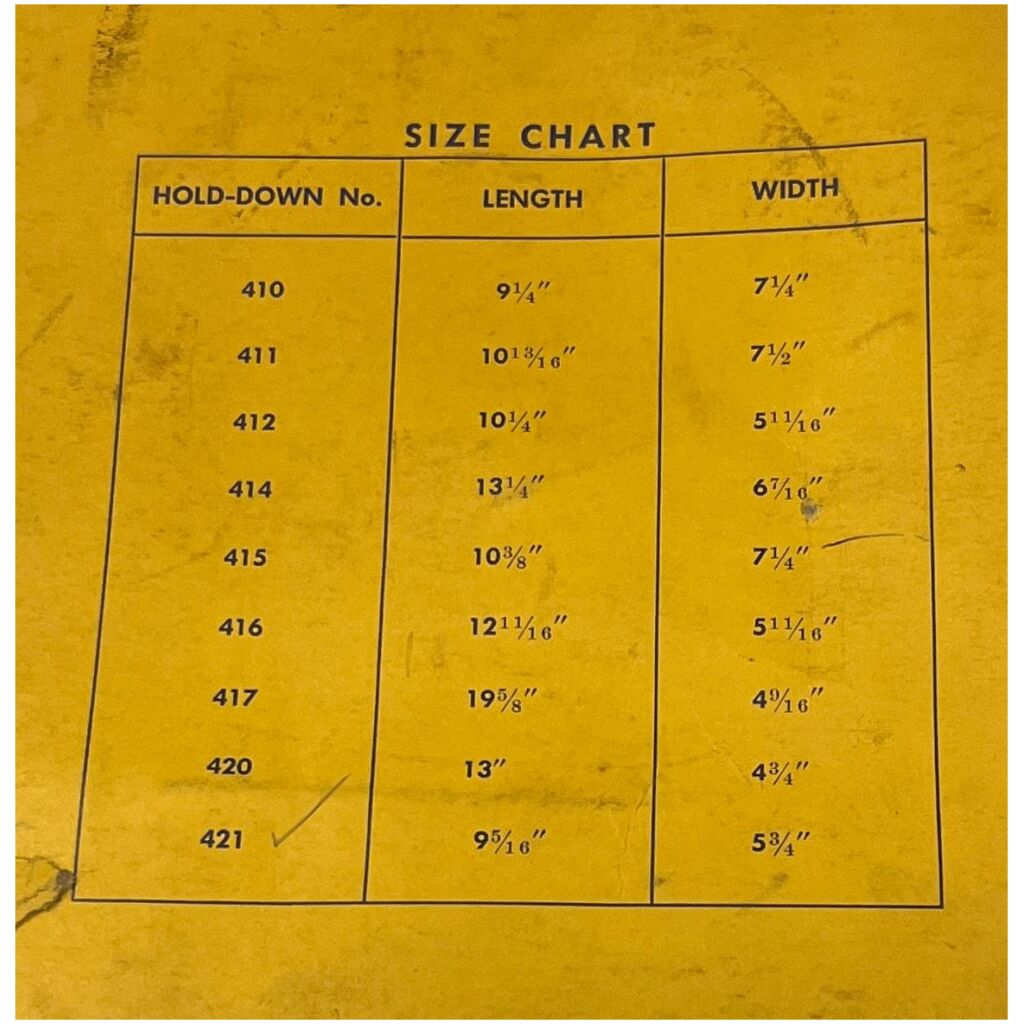 SIZE CHART
HOLD-DOWN No. LENGTH WIDTH
410 9¼″ 7¼″
411 10¹³⁄₁₆″ 7½″
412 10¼″ 5¹¹⁄₁₆″
414 13¼″ 6⁷⁄₁₆″
415 10⅜″ 7¼″
416 12¹¹⁄₁₆″ 5¹¹⁄₁₆″
417 19⅝″ 4⁹⁄₁₆″
420 13″ 4¾″
421 9⁵⁄₁₆″ 5¾″